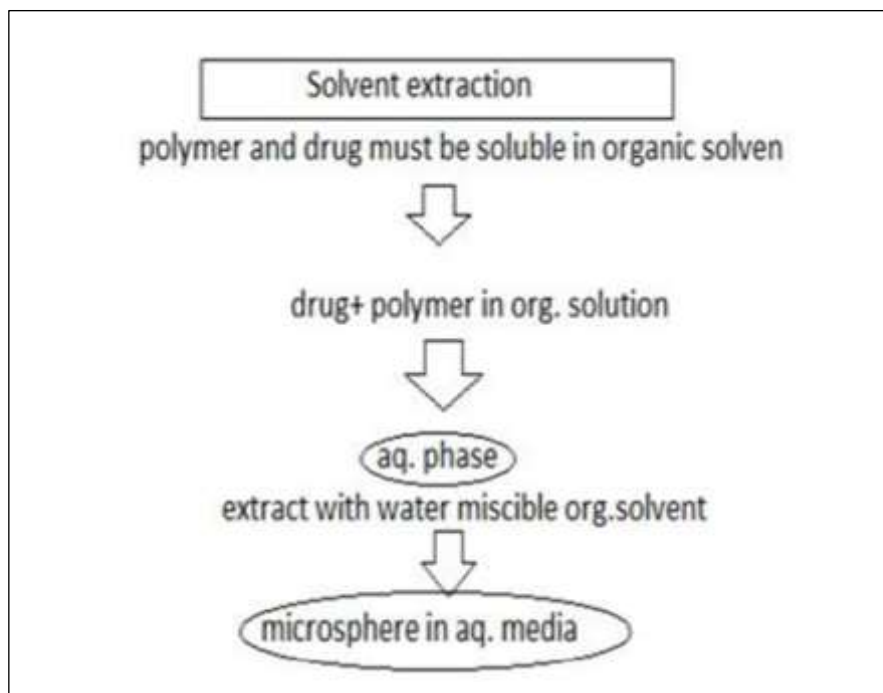 Solvent extraction
polymer and drug must be soluble in organic solven
drug+ polymer in org. solution
aq. phase
extract with water miscible org.solvent
microsphere in aq. media